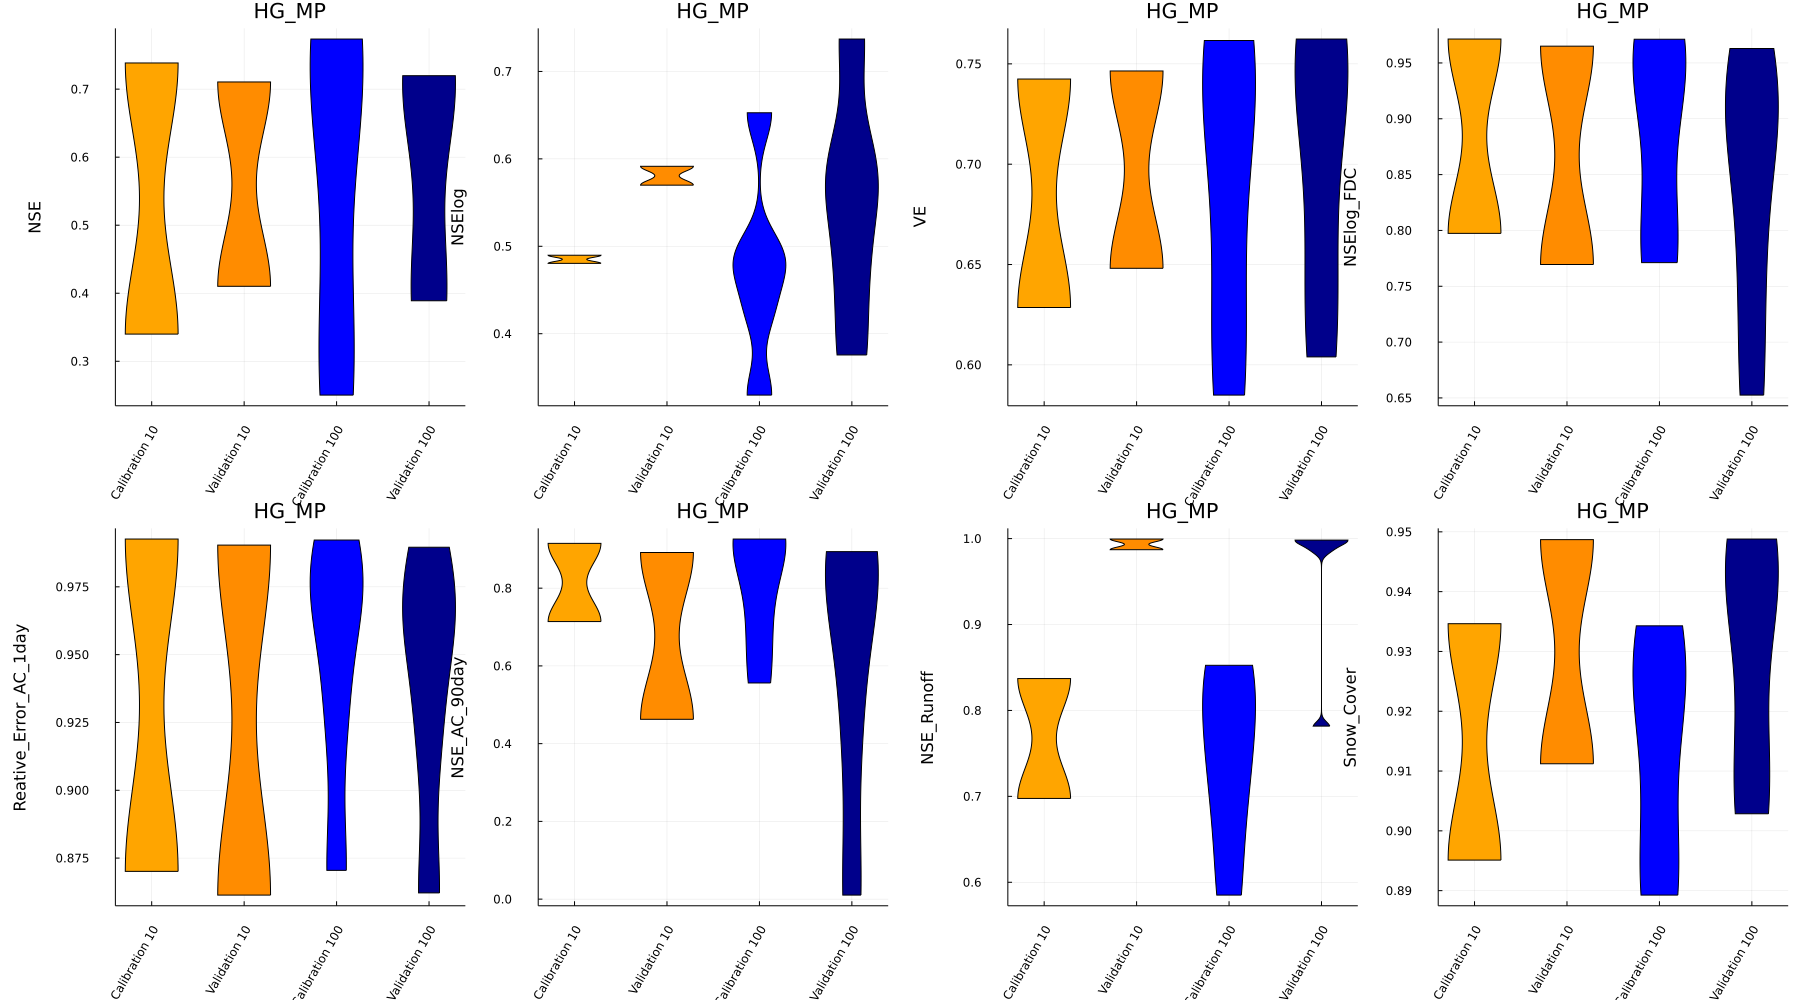 HG_MP HG_MP HG_MP HG_MP
NSE
0.7
0.6
0.5
0.4
0.3
Calibration 10 Validation 10 Calibration 100 Validation 100
NSElog
0.7
0.6
0.5
0.4
Calibration 10 Validation 10 Calibration 100 Validation 100
VE
0.75
0.70
0.65
0.60
Calibration 10 Validation 10 Calibration 100 Validation 100
NSElog_FDC
0.95
0.90
0.85
0.80
0.75
0.70
0.65
Calibration 10 Validation 10 Calibration 100 Validation 100
HG_MP HG_MP HG_MP HG_MP
Reative_Error_AC_1day
0.975
0.950
0.925
0.900
0.875
Calibration 10 Validation 10 Calibration 100 Validation 100
NSE_AC_90day
0.8
0.6
0.4
0.2
0.0
Calibration 10 Validation 10 Calibration 100 Validation 100
NSE_Runoff
1.0
0.9
0.8
0.7
0.6
Calibration 10 Validation 10 Calibration 100 Validation 100
Snow_Cover
0.95
0.94
0.93
0.92
0.91
0.90
0.89
Calibration 10 Validation 10 Calibration 100 Validation 100